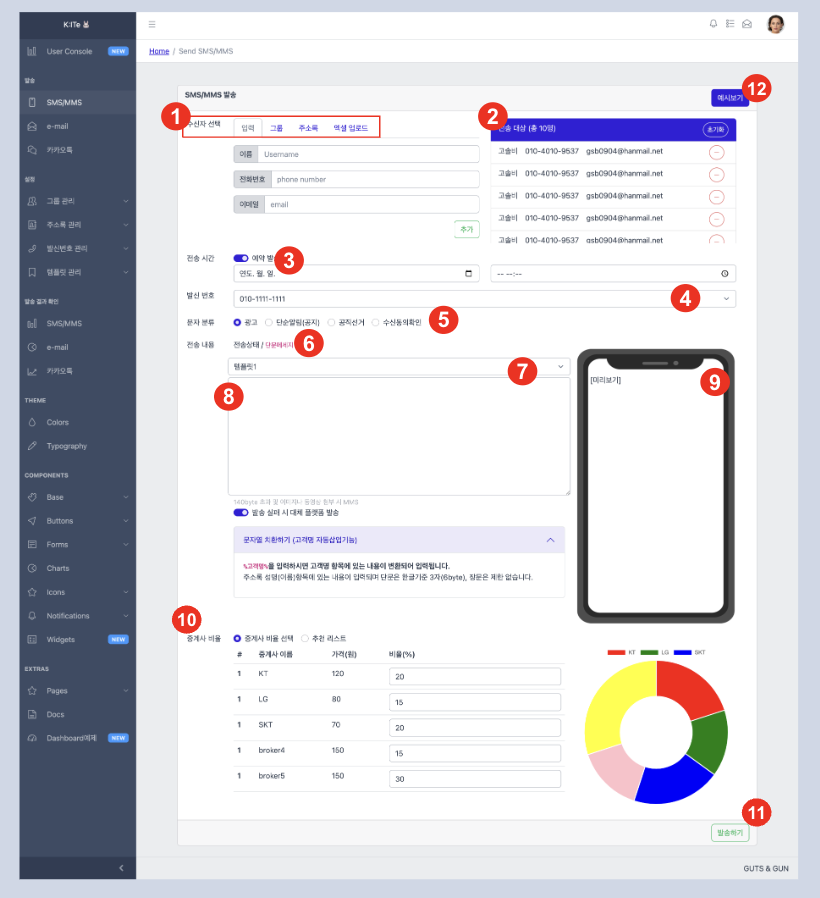 K:lTe
User Console NEW
발송
SMS/MMS
e-mail
카카오톡
설정
그룹 관리
주소록 관리
발신번호 관리
템플릿 관리
발송 결과 확인
SMS/MMS
e-mail
카카오톡
THEME
Colors
Typography
COMPONENTS
Base
Buttons
Forms
Charts
Icons
Notifications
Widgets NEW
EXTRAS
Pages
Docs
Dashboard예제 NEW
Home / Send SMS/MMS
SMS/MMS 발송
예시보기
12
1
수신자 선택
입력 그룹 주소록 엑셀 업로드
이름 Username
전화번호 phone number
이메일 email
추가
2
전송 대상 (총 10명) 초기화
고솔비 010-4010-9537 gsb0904@hanmail.net
고솔비 010-4010-9537 gsb0904@hanmail.net
고솔비 010-4010-9537 gsb0904@hanmail.net
고솔비 010-4010-9537 gsb0904@hanmail.net
고솔비 010-4010-9537 gsb0904@hanmail.net
전송 시간 예약 발 3
연도. 월. 일. -- --:--
발신 번호 010-1111-1111 4
문자 분류 광고 단순알림(공지) 공직선거 수신동의확인 5
전송 내용 전송상태 / 단문메시지 6
템플릿1 7
8
140byte 초과 및 이미지나 동영상 첨부 시 MMS
발송 실패 시 대체 플랫폼 발송
문자열 치환하기 (고객명 자동삽입기능)
%고객명%을 입력하시면 고객명 항목에 있는 내용이 변환되어 입력됩니다.
주소록 성명(이름)항목에 있는 내용이 입력되며 단문은 한글기준 3자(6byte), 장문은 제한 없습니다.
[미리보기] 9
10
중계사 비율 중계사 비율 선택 추천 리스트
# 중계사 이름 가격(원) 비율(%)
1 KT 120 20
1 LG 80 15
1 SKT 70 20
1 broker4 150 15
1 broker5 150 30
KT LG SKT
11
발송하기
GUTS & GUN